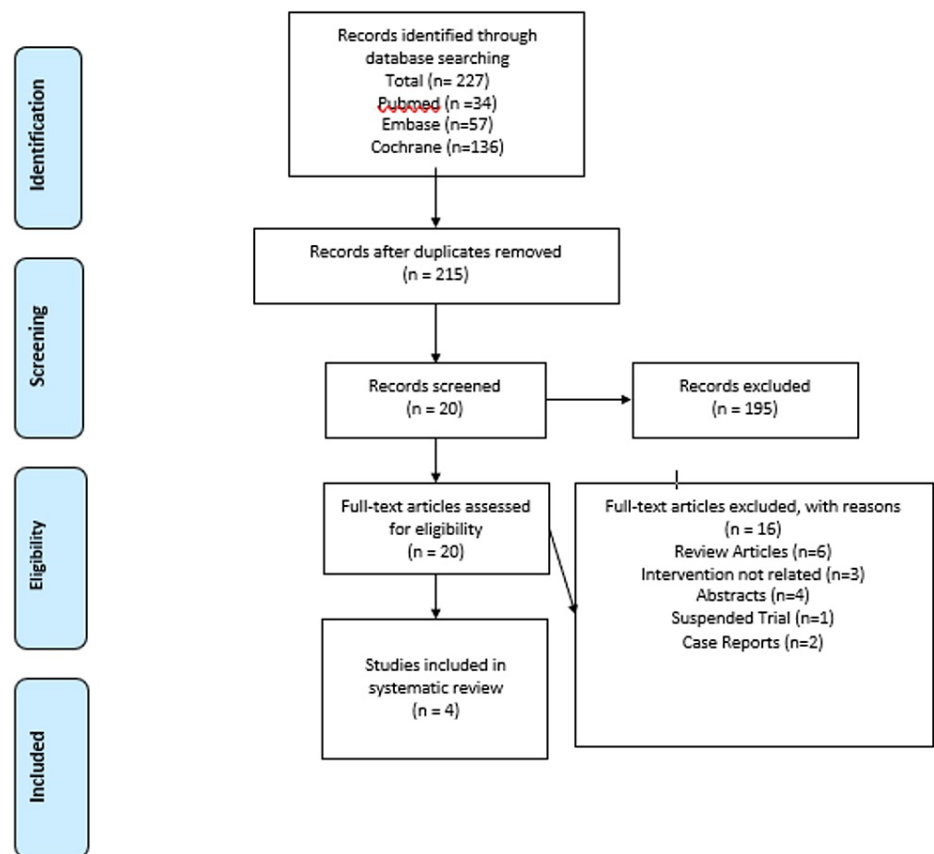 Identification
Records identified through
database searching
Total (n= 227)
Pubmed (n =34)
Embase (n=57)
Cochrane (n=136)
Records after duplicates removed
(n = 215)
Screening
Records screened
(n = 20)
Records excluded
(n = 195)
Eligibility
Full-text articles assessed
for eligibility
(n = 20)
Full-text articles excluded, with reasons
(n = 16)
Review Articles (n=6)
Intervention not related (n=3)
Abstracts (n=4)
Suspended Trial (n=1)
Case Reports (n=2)
Included
Studies included in
systematic review
(n = 4)